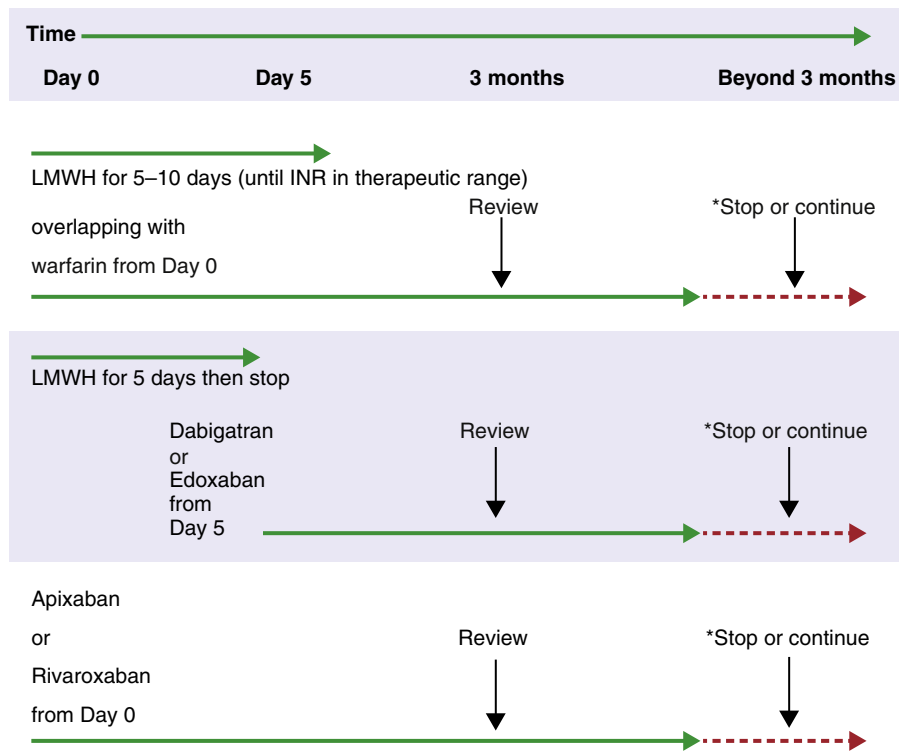 Time
Day 0 Day 5 3 months Beyond 3 months
LMWH for 5–10 days (until INR in therapeutic range)
Review *Stop or continue
overlapping with
warfarin from Day 0
LMWH for 5 days then stop
Dabigatran Review *Stop or continue
or
Edoxaban
from
Day 5
Apixaban
or Review *Stop or continue
Rivaroxaban
from Day 0